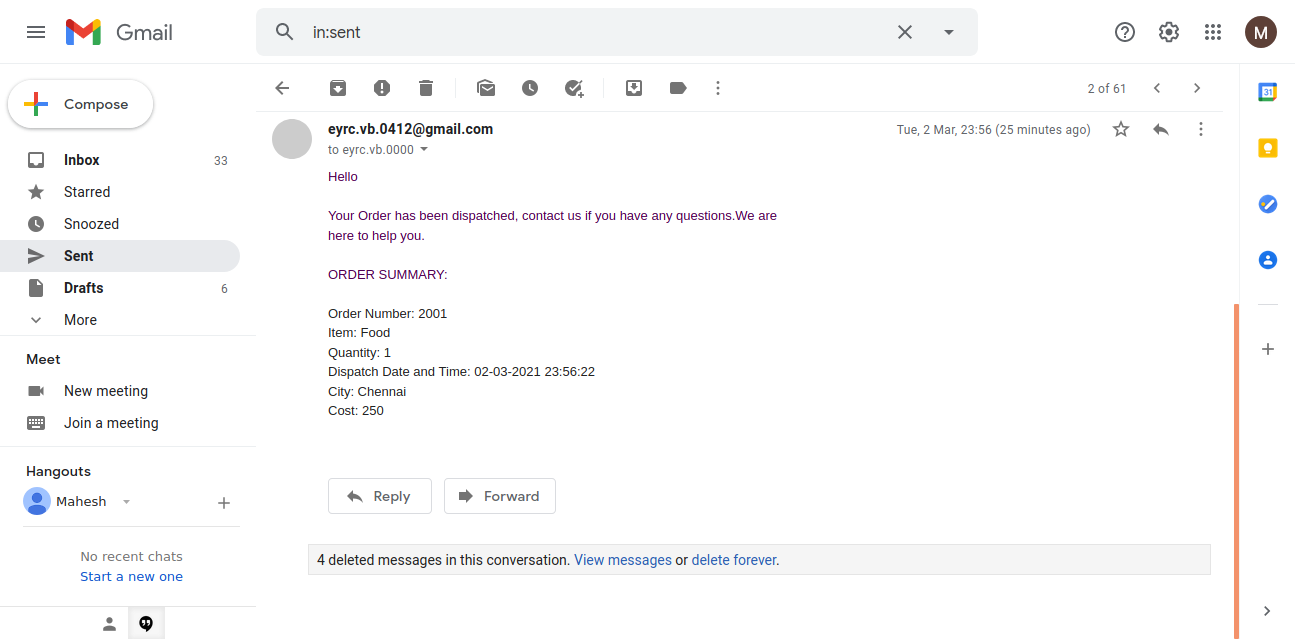 Gmail
in:sent
M
Compose
2 of 61
31
eyrc.vb.0412@gmail.com
Tue, 2 Mar, 23:56 (25 minutes ago)
to eyrc.vb.0000
Inbox 33
Starred
Snoozed
Sent
Drafts 6
More
Hello
Your Order has been dispatched, contact us if you have any questions.We are
here to help you.
ORDER SUMMARY:
Order Number: 2001
Item: Food
Quantity: 1
Dispatch Date and Time: 02-03-2021 23:56:22
City: Chennai
Cost: 250
Meet
New meeting
Join a meeting
Hangouts
Mahesh
No recent chats
Start a new one
Reply
Forward
4 deleted messages in this conversation. View messages or delete forever.